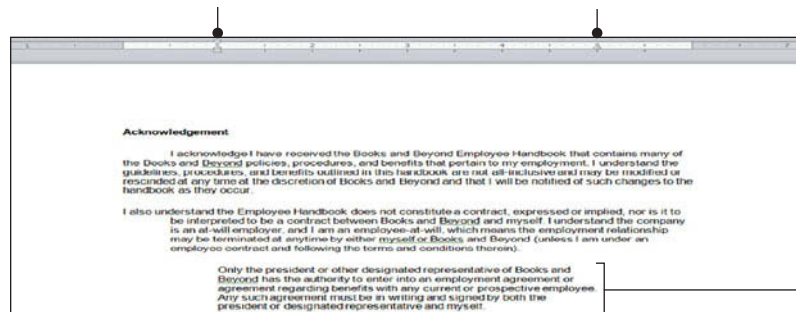 1 1 2 3 4 5 7
Acknowledgement
I acknowledge I have received the Books and Beyond Employee Handbook that contains many of
the Books and Beyond policies, procedures, and benefits that pertain to my employment. I understand the
guidelines, procedures, and benefits outlined in this handbook are not all-inclusive and may be modified or
rescinded at any time at the discretion of Books and Beyond and that I will be notified of such changes to the
handbook as they occur.
I also understand the Employee Handbook does not constitute a contract, expressed or implied, nor is it to
be interpreted to be a contract between Books and Beyond and myself. I understand the company
is an at-will employer, and I am an employee-at-will, which means the employment relationship
may be terminated at anytime by either myself or Books and Beyond (unless I am under an
employee contract and following the terms and conditions therein).
Only the president or other designated representative of Books and
Beyond has the authority to enter into an employment agreement or
agreement regarding benefits with any current or prospective employee.
Any such agreement must be in writing and signed by both the
president or designated representative and myself.